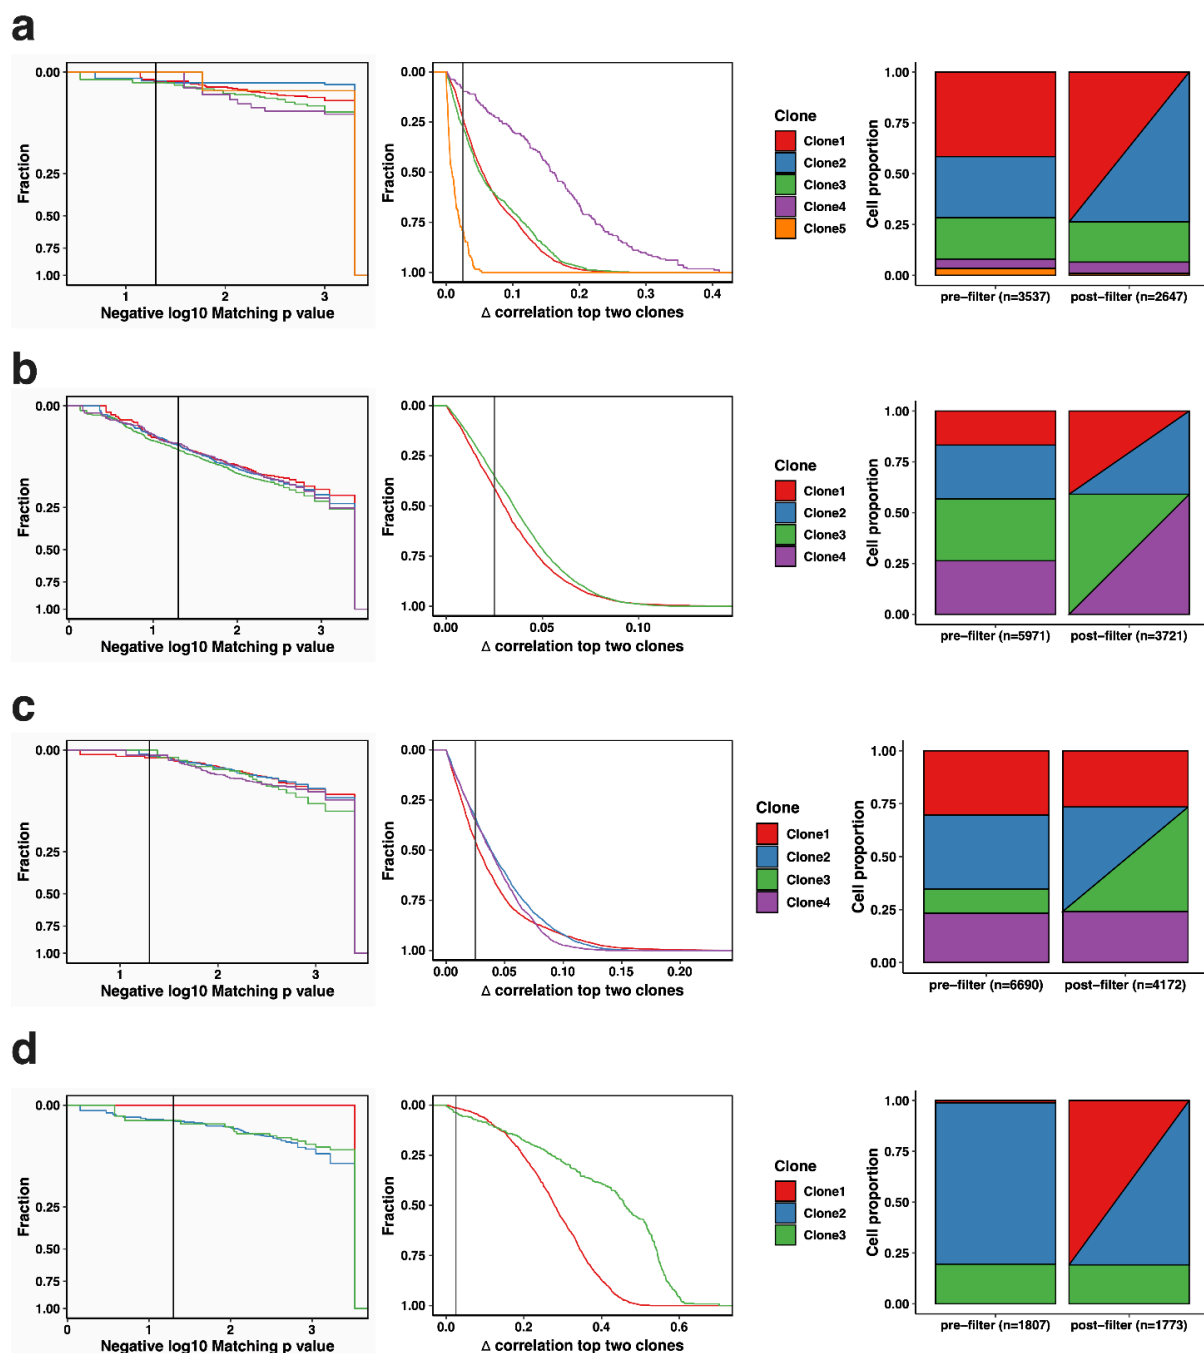 a
0.00
0.25
0.50
0.75
1.00
Fraction
1
2
3
Negative log10 Matching p value
0.00
0.25
0.50
0.75
1.00
Fraction
0.0
0.1
0.2
0.3
0.4
Δ correlation top two clones
Clone
Clone1
Clone2
Clone3
Clone4
Clone5
1.00
0.75
0.50
0.25
0.00
Cell proportion
pre−filter (n=3537)
post−filter (n=2647)
b
0.00
0.25
0.50
0.75
1.00
Fraction
0
1
2
3
Negative log10 Matching p value
0.00
0.25
0.50
0.75
1.00
Fraction
0.00
0.05
0.10
Δ correlation top two clones
Clone
Clone1
Clone2
Clone3
Clone4
1.00
0.75
0.50
0.25
0.00
Cell proportion
pre−filter (n=5971)
post−filter (n=3721)
c
0.00
0.25
0.50
0.75
1.00
Fraction
1
2
3
Negative log10 Matching p value
0.00
0.25
0.50
0.75
1.00
Fraction
0.00
0.05
0.10
0.15
0.20
Δ correlation top two clones
Clone
Clone1
Clone2
Clone3
Clone4
1.00
0.75
0.50
0.25
0.00
Cell proportion
pre−filter (n=6690)
post−filter (n=4172)
d
0.00
0.25
0.50
0.75
1.00
Fraction
0
1
2
3
Negative log10 Matching p value
0.00
0.25
0.50
0.75
1.00
Fraction
0.0
0.2
0.4
0.6
Δ correlation top two clones
Clone
Clone1
Clone2
Clone3
1.00
0.75
0.50
0.25
0.00
Cell proportion
pre−filter (n=1807)
post−filter (n=1773)